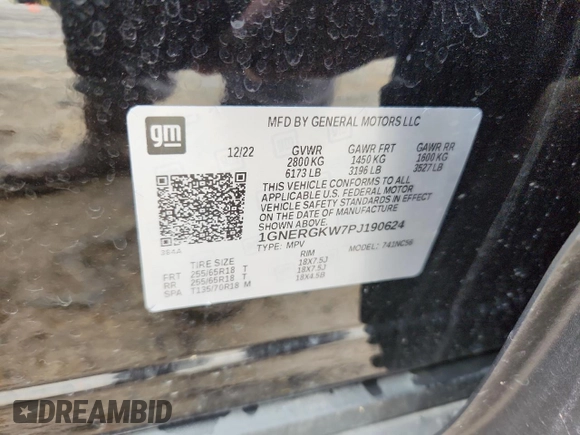 gm
MFD BY GENERAL MOTORS LLC
12/22 GVWR GAWR FRT GAWR RR
2800 KG 1450 KG 1600 KG
6173 LB 3196 LB 3527 LB
THIS VEHICLE CONFORMS TO ALL
APPLICABLE U.S. FEDERAL MOTOR
VEHICLE SAFETY STANDARDS IN
EFFECT ON THE DATE OF MANUFACTURE
SHOWN ABOVE.
1GNERGKW7PJ190624
TYPE: MPV MODEL: 741NC56
TIRE SIZE RIM
FRT 255/65R18 T 18X7.5J
RR 255/65R18 T 18X7.5J
SPA T135/70R18 M 18X4.5B
DREAMBID